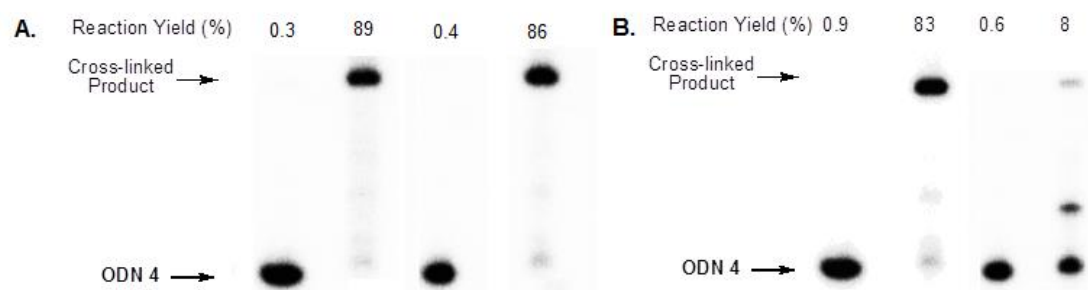 A. Reaction Yield (%) 0.3 89 0.4 86
Cross-linked
Product
ODN 4
B. Reaction Yield (%) 0.9 83 0.6 8
Cross-linked
Product
ODN 4